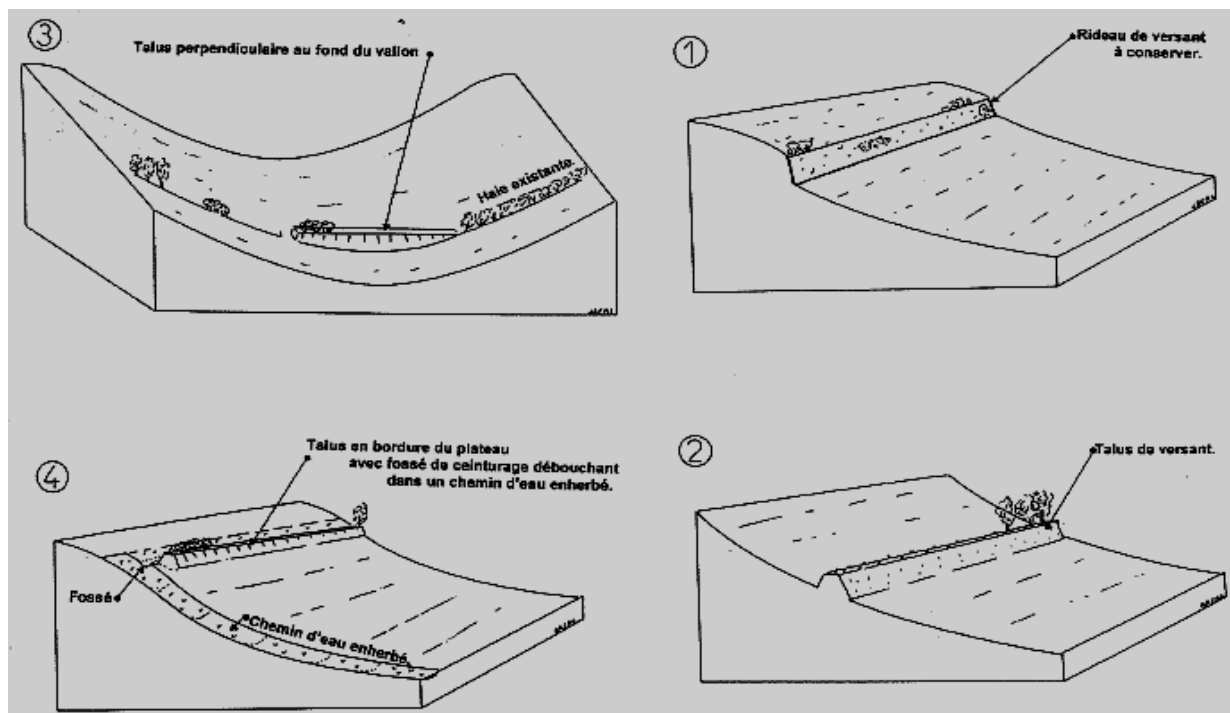 ③
Talus perpendiculaire au fond du vallon
Haie existante.
①
Rideau de versant
à conserver.
④
Talus en bordure du plateau
avec fossé de ceinturage débouchant
dans un chemin d'eau enherbé.
Fossé
Chemin d'eau enherbé.
②
Talus de versant.